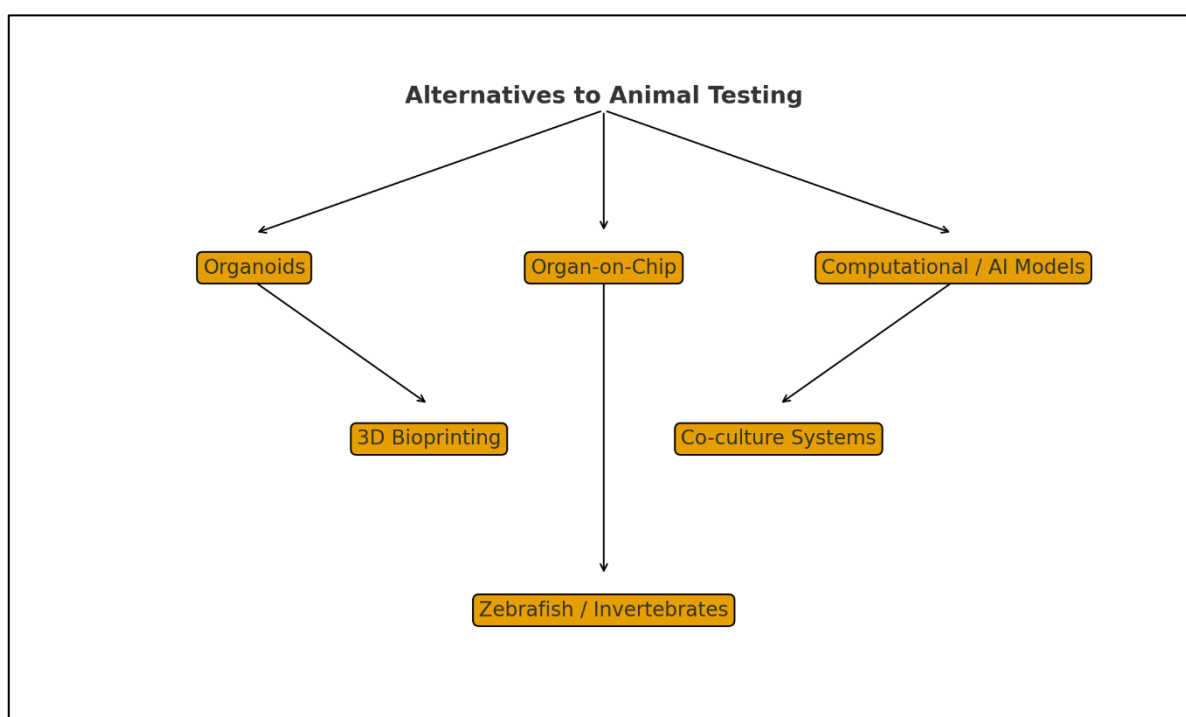 Alternatives to Animal Testing
Organoids
Organ-on-Chip
Computational / AI Models
3D Bioprinting
Co-culture Systems
Zebrafish / Invertebrates